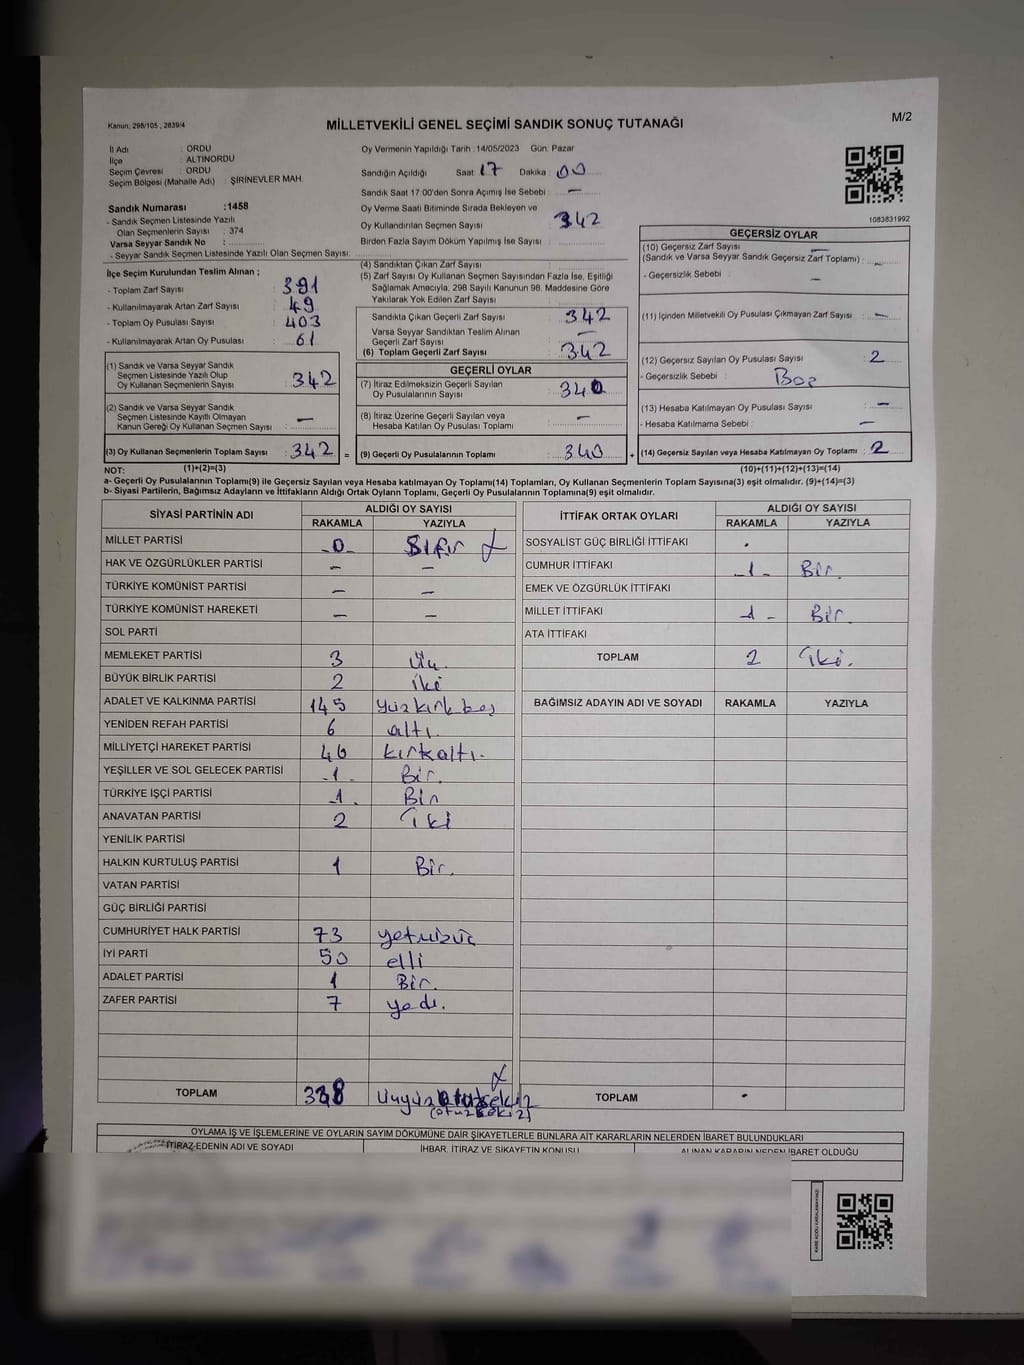 Kanun; 298/105 , 2839/4
MİLLETVEKİLİ GENEL SEÇİMİ SANDIK SONUÇ TUTANAĞI
M/2
İl Adı : ORDU
İlçe : ALTINORDU
Seçim Çevresi : ORDU
Seçim Bölgesi (Mahalle Adı) : ŞİRİNEVLER MAH.
Sandık Numarası :1458
- Sandık Seçmen Listesinde Yazılı
Olan Seçmenlerin Sayısı : 374
Varsa Seyyar Sandık No :
- Seyyar Sandık Seçmen Listesinde Yazılı Olan Seçmen Sayısı:
Oy Vermenin Yapıldığı Tarih :14/05/2023 Gün: Pazar
Sandığın Açıldığı Saat: 17 Dakika : 00
Sandık Saat 17:00'den Sonra Açımış İse Sebebi : –
Oy Verme Saati Bitiminde Sırada Bekleyen ve
Oy Kullandırılan Seçmen Sayısı : 342
Birden Fazla Sayım Döküm Yapılmış İse Sayısı :
1083831992
İlçe Seçim Kurulundan Teslim Alınan ;
- Toplam Zarf Sayısı : 391
- Kullanılmayarak Artan Zarf Sayısı : 49
- Toplam Oy Pusulası Sayısı : 403
- Kullanılmayarak Artan Oy Pusulası : 61
(1) Sandık ve Varsa Seyyar Sandık
Seçmen Listesinde Yazılı Olup
Oy Kullanan Seçmenlerin Sayısı : 342
(2) Sandık ve Varsa Seyyar Sandık
Seçmen Listesinde Kayıtlı Olmayan
Kanun Gereği Oy Kullanan Seçmen Sayısı : –
(3) Oy Kullanan Seçmenlerin Toplam Sayısı : 342 =
(4) Sandıktan Çıkan Zarf Sayısı :
(5) Zarf Sayısı Oy Kullanan Seçmen Sayısından Fazla İse, Eşitliği
Sağlamak Amacıyla; 298 Sayılı Kanunun 98. Maddesine Göre
Yakılarak Yok Edilen Zarf Sayısı :
Sandıkta Çıkan Geçerli Zarf Sayısı : 342
Varsa Seyyar Sandıktan Teslim Alınan
Geçerli Zarf Sayısı : –
(6) Toplam Geçerli Zarf Sayısı : 342
GEÇERLİ OYLAR
(7) İtiraz Edilmeksizin Geçerli Sayılan
Oy Pusulasının Sayısı : 340
(8) İtiraz Üzerine Geçerli Sayılan veya
Hesaba Katılan Oy Pusulası Toplamı : –
(9) Geçerli Oy Pusulalarının Toplamı : 340 +
GEÇERSİZ OYLAR
(10) Geçersiz Zarf Sayısı –
(Sandık ve Varsa Seyyar Sandık Geçersiz Zarf Toplamı) : –
- Geçersizlik Sebebi : –
(11) İçinden Milletvekili Oy Pusulası Çıkmayan Zarf Sayısı : –
(12) Geçersiz Sayılan Oy Pusulası Sayısı : 2
- Geçersizlik Sebebi : Boş
(13) Hesaba Katılmayan Oy Pusulası Sayısı : –
- Hesaba Katılmama Sebebi : –
(14) Geçersiz Sayılan veya Hesaba Katılmayan Oy Toplamı : 2
NOT: (1)+(2)=(3) (10)+(11)+(12)+(13)=(14)
a- Geçerli Oy Pusulalarının Toplamı(9) ile Geçersiz Sayılan veya Hesaba katılmayan Oy Toplamı(14) Toplamları, Oy Kullanan Seçmenlerin Toplam Sayısına(3) eşit olmalıdır. (9)+(14)=(3)
b- Siyasi Partilerin, Bağımsız Adayların ve İttifakların Aldığı Ortak Oyların Toplamı, Geçerli Oy Pusulalarının Toplamına(9) eşit olmalıdır.
SİYASİ PARTİNİN ADI ALDIĞI OY SAYISI
RAKAMLA YAZIYLA
MİLLET PARTİSİ -0- Sıfır
HAK VE ÖZGÜRLÜKLER PARTİSİ – –
TÜRKİYE KOMÜNİST PARTİSİ – –
TÜRKİYE KOMÜNİST HAREKETİ – –
SOL PARTİ
MEMLEKET PARTİSİ 3 Üç.
BÜYÜK BİRLİK PARTİSİ 2 iki
ADALET VE KALKINMA PARTİSİ 145 yüzkırkbeş
YENİDEN REFAH PARTİSİ 6 altı.
MİLLİYETÇİ HAREKET PARTİSİ 46 kırkaltı.
YEŞİLLER VE SOL GELECEK PARTİSİ -1- Bir.
TÜRKİYE İŞÇİ PARTİSİ -1. Bir
ANAVATAN PARTİSİ 2 iki
YENİLİK PARTİSİ
HALKIN KURTULUŞ PARTİSİ 1 Bir.
VATAN PARTİSİ
GÜÇ BİRLİĞİ PARTİSİ
CUMHURİYET HALK PARTİSİ 73 yetmişüç
İYİ PARTİ 50 elli
ADALET PARTİSİ 1 Bir.
ZAFER PARTİSİ 7 yedi.
TOPLAM 338 Üçyüzotuzsekiz
(otuzsekiz)
İTTİFAK ORTAK OYLARI ALDIĞI OY SAYISI
RAKAMLA YAZIYLA
SOSYALİST GÜÇ BİRLİĞİ İTTİFAKI
CUMHUR İTTİFAKI -1- Bir.
EMEK VE ÖZGÜRLÜK İTTİFAKI
MİLLET İTTİFAKI -1- Bir.
ATA İTTİFAKI
TOPLAM 2 iki.
BAĞIMSIZ ADAYIN ADI VE SOYADI RAKAMLA YAZIYLA
TOPLAM
OYLAMA İŞ VE İŞLEMLERİNE VE OYLARIN SAYIM DÖKÜMÜNE DAİR ŞİKAYETLERLE BUNLARA AİT KARARLARIN NELERDEN İBARET BULUNDUKLARI
İTİRAZ EDENİN ADI VE SOYADI İHBAR, İTİRAZ VE ŞİKAYETİN KONUSU ALINAN KARARIN NEDEN İBARET OLDUĞU